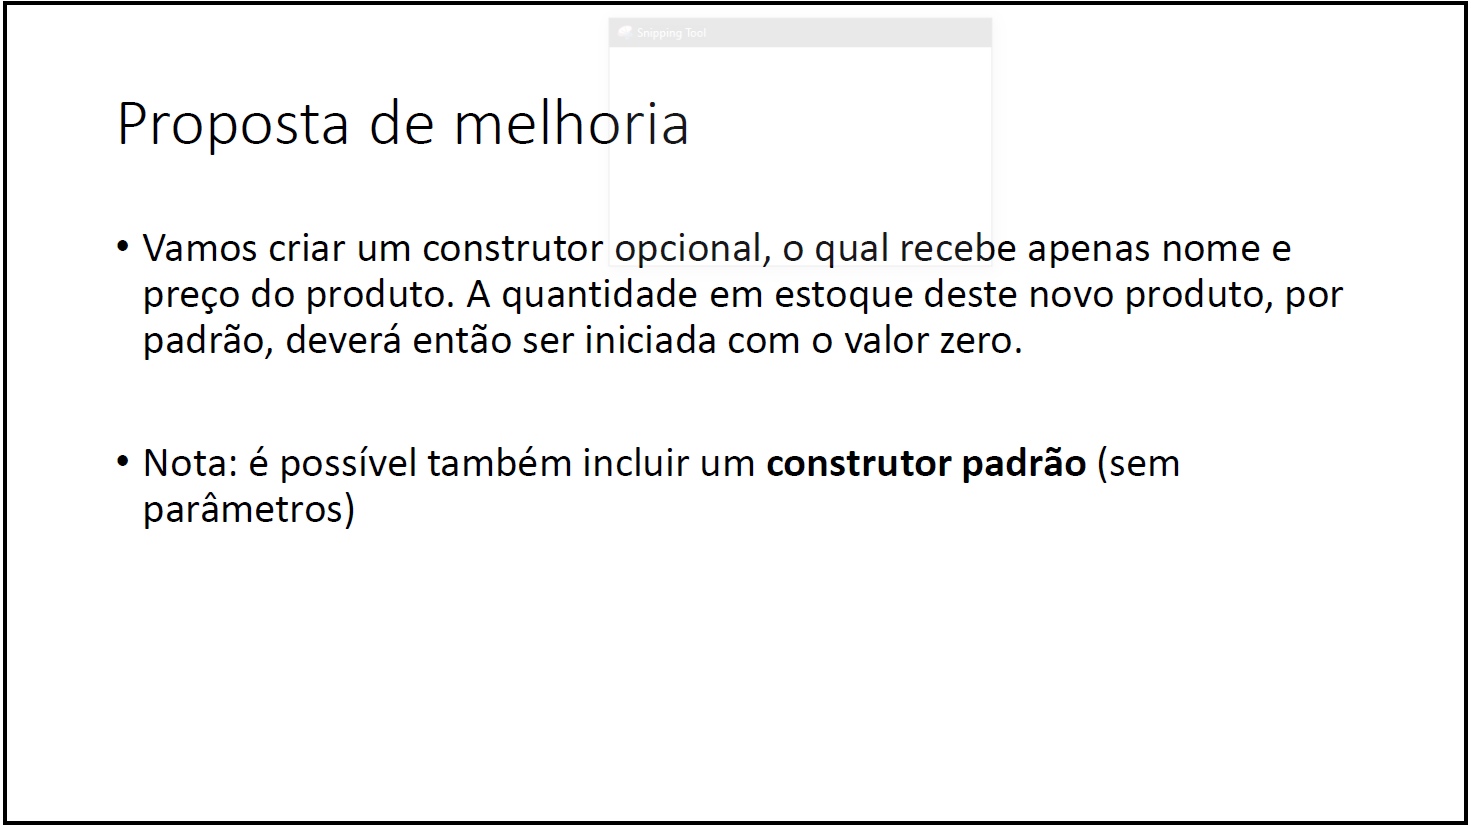 Snipping Tool
Proposta de melhoria
• Vamos criar um construtor opcional, o qual recebe apenas nome e
preço do produto. A quantidade em estoque deste novo produto, por
padrão, deverá então ser iniciada com o valor zero.
• Nota: é possível também incluir um construtor padrão (sem
parâmetros)